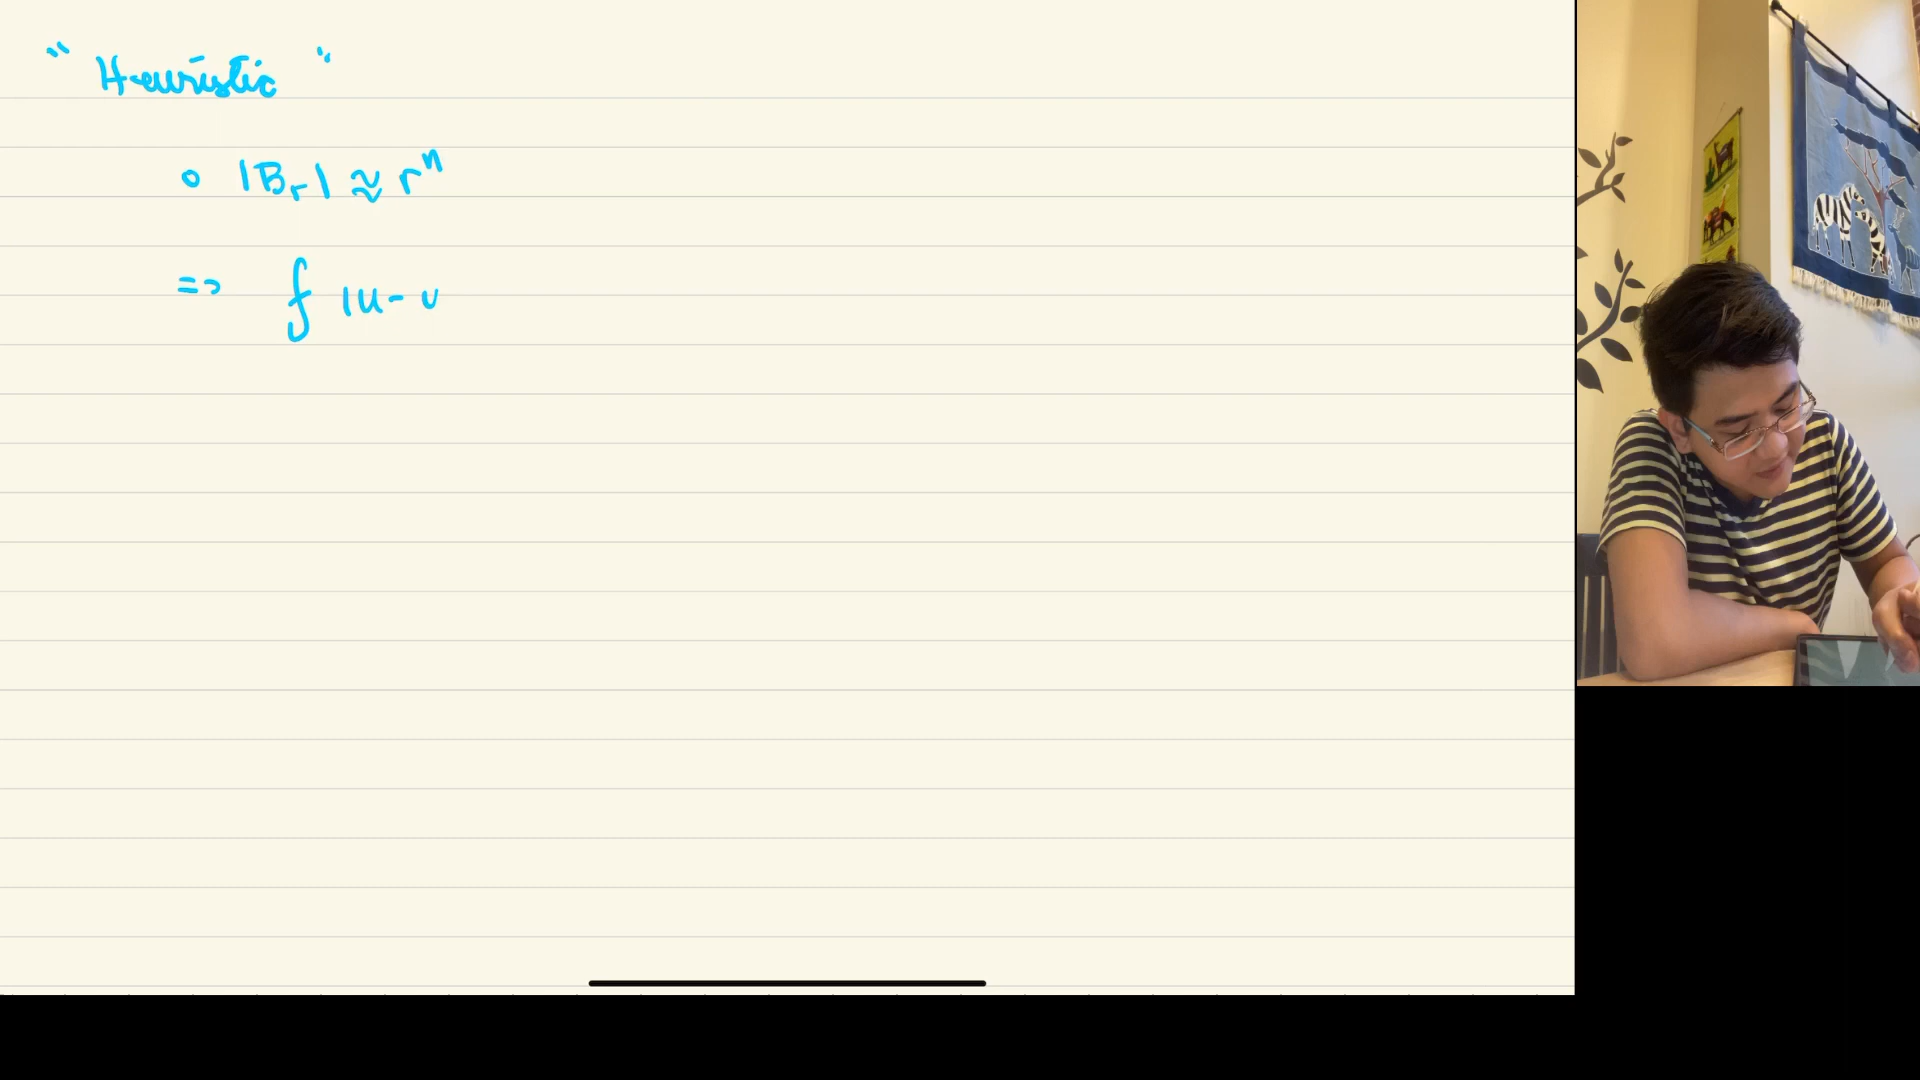 " Heuristic "
∘ |B_r| ≈ r^n
=> ⨍ |u - u